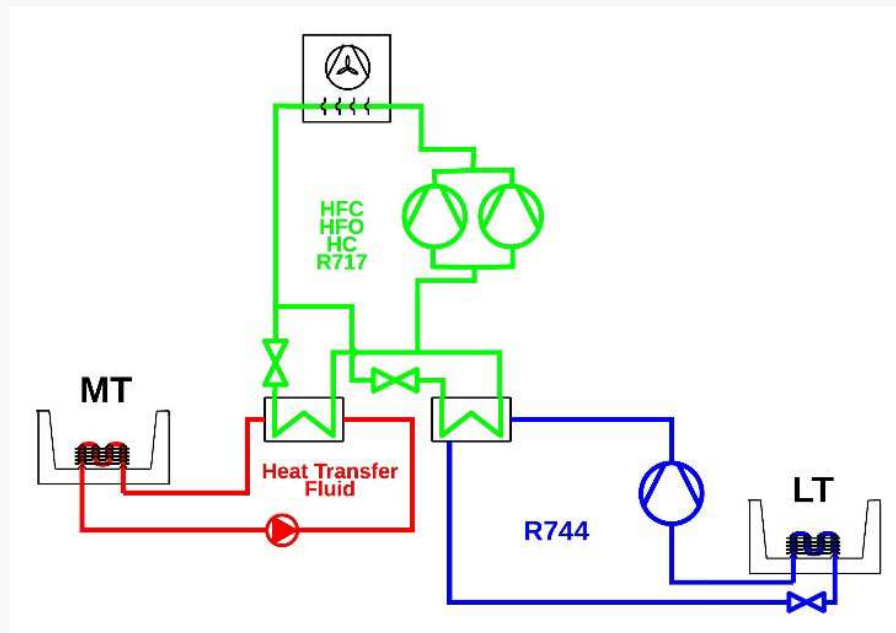 HFC
HFO
HC
R717
MT
Heat Transfer
Fluid
LT
R744